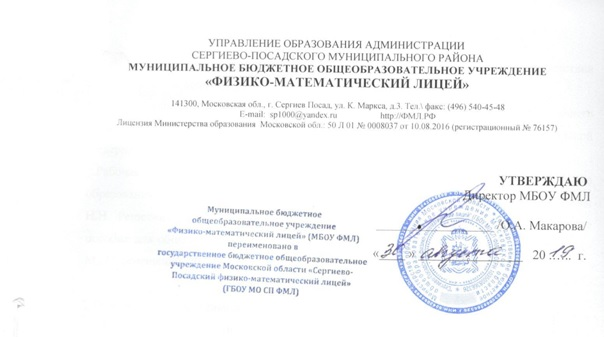 УПРАВЛЕНИЕ ОБРАЗОВАНИЯ АДМИНИСТРАЦИИ
СЕРГИЕВО-ПОСАДСКОГО МУНИЦИПАЛЬНОГО РАЙОНА
МУНИЦИПАЛЬНОЕ БЮДЖЕТНОЕ ОБЩЕОБРАЗОВАТЕЛЬНОЕ УЧРЕЖДЕНИЕ
«ФИЗИКО-МАТЕМАТИЧЕСКИЙ ЛИЦЕЙ»
141300, Московская обл., г. Сергиев Посад, ул. К. Маркса, д.3. Тел.\ факс: (496) 540-45-48
E-mail: sp1000@yandex.ru http://ФМЛ.РФ
Лицензия Министерства образования Московской обл.: 50 Л 01 № 0008037 от 10.08.2016 (регистрационный № 76157)
УТВЕРЖДАЮ
Директор МБОУ ФМЛ
/О.А. Макарова/
«30» августа 2019 г.
Муниципальное бюджетное
общеобразовательное учреждение
«Физико-математический лицей» (МБОУ ФМЛ)
переименовано в
государственное бюджетное общеобразовательное
учреждение Московской области «Сергиево-
Посадский физико-математический лицей»
(ГБОУ МО СП ФМЛ)